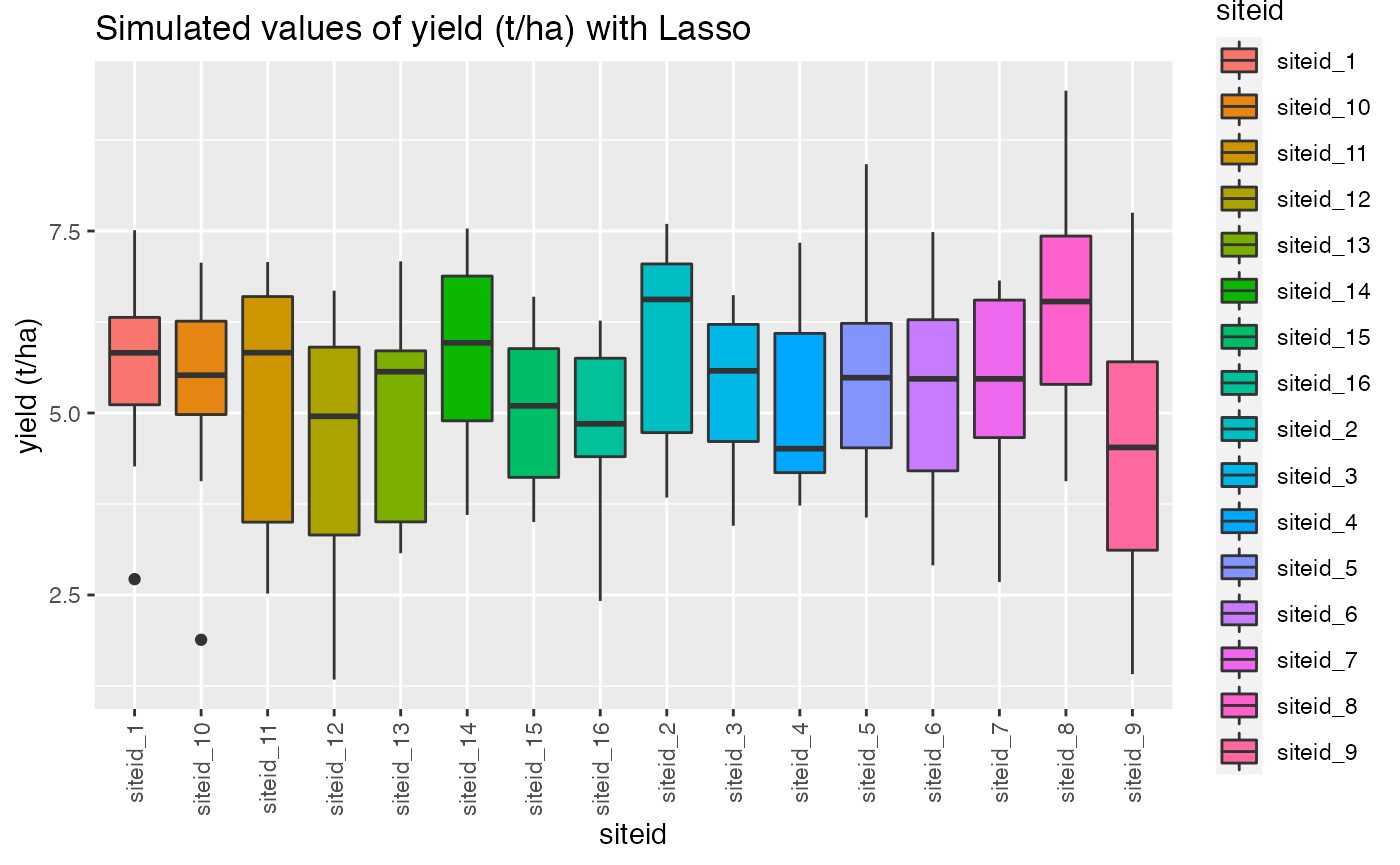 Simulated values of yield (t/ha) with Lasso
yield (t/ha)
7.5
5.0
2.5
siteid_1
siteid_10
siteid_11
siteid_12
siteid_13
siteid_14
siteid_15
siteid_16
siteid_2
siteid_3
siteid_4
siteid_5
siteid_6
siteid_7
siteid_8
siteid_9
siteid
siteid
siteid_1
siteid_10
siteid_11
siteid_12
siteid_13
siteid_14
siteid_15
siteid_16
siteid_2
siteid_3
siteid_4
siteid_5
siteid_6
siteid_7
siteid_8
siteid_9